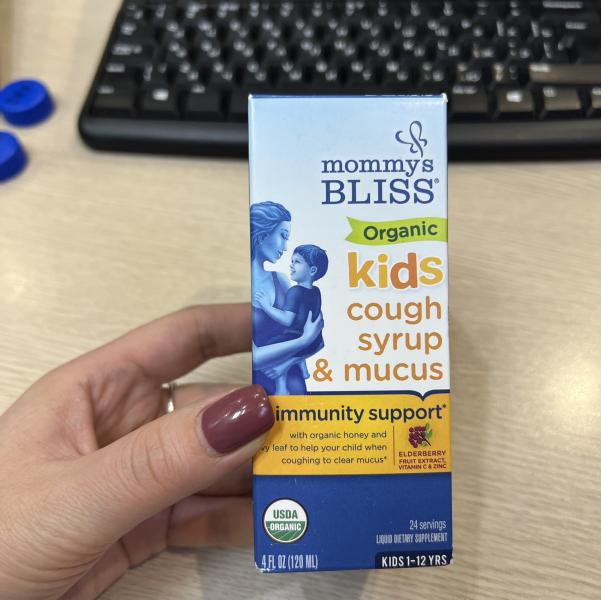 mommy's
BLISS®
Organic
kids
cough
syrup
& mucus
immunity support*
with organic honey and
leaf to help your child when
coughing to clear mucus*
ELDERBERRY
FRUIT EXTRACT,
VITAMIN C & ZINC
USDA
ORGANIC
24 servings
LIQUID DIETARY SUPPLEMENT
4 FL OZ (120 ML)
KIDS 1-12 YRS